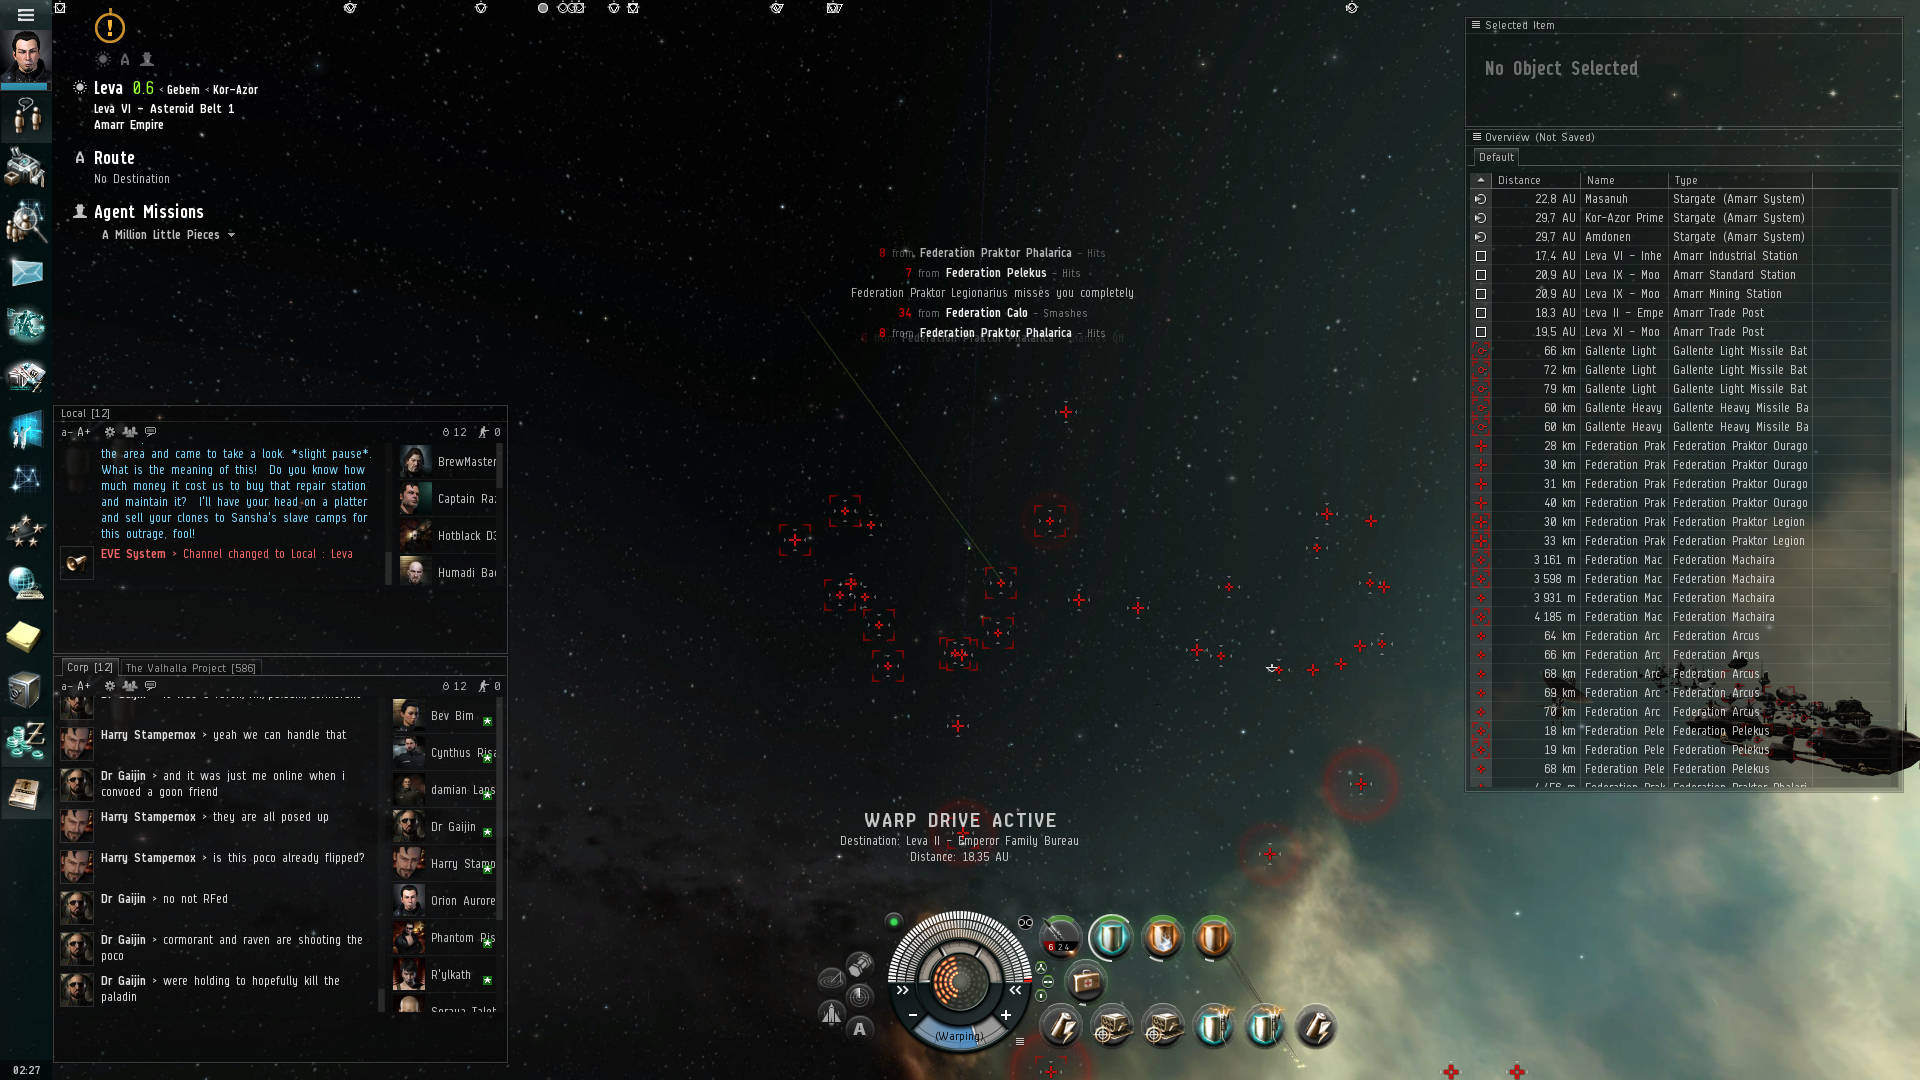 Leva 0.6 < Gebem < Kor-Azor
Leva VI - Asteroid Belt 1
Amarr Empire
A Route
No Destination
Agent Missions
A Million Little Pieces
Local [12]
a- A+
12
0
the area and came to take a look. *slight pause*.
What is the meaning of this! Do you know how
much money it cost us to buy that repair station
and maintain it? I'll have your head on a platter
and sell your clones to Sansha's slave camps for
this outrage, fool!
EVE System > Channel changed to Local : Leva
BrewMaster
Captain Ra
Hotblack D
Humadi Ba
Corp [12]
The Valhalla Project [586]
a- A+
12
0
Harry Stampernox > yeah we can handle that
Dr Gaijin > and it was just me online when i
convoed a goon friend
Harry Stampernox > they are all posed up
Harry Stampernox > is this poco already flipped?
Dr Gaijin > no not RFed
Dr Gaijin > cormorant and raven are shooting the
poco
Dr Gaijin > were holding to hopefully kill the
paladin
Bev Bim
Cynthus Ris
damian Lans
Dr Gaijin
Harry Stamp
Orion Aurore
Phantom Ris
R'ylkath
02:27
8 from Federation Praktor Phalarica - Hits
7 from Federation Pelekus - Hits
Federation Praktor Legionarius misses you completely
34 from Federation Calo - Smashes
8 from Federation Praktor Phalarica - Hits
WARP DRIVE ACTIVE
Destination: Leva II - Emperor Family Bureau
Distance: 18,35 AU
(Warping)
A
6 24
Selected Item
No Object Selected
Overview (Not Saved)
Default
Distance Name Type
22,8 AU Masanuh Stargate (Amarr System)
29,7 AU Kor-Azor Prime Stargate (Amarr System)
29,7 AU Amdonen Stargate (Amarr System)
17,4 AU Leva VI - Inhe Amarr Industrial Station
20,9 AU Leva IX - Moo Amarr Standard Station
20,9 AU Leva IX - Moo Amarr Mining Station
18,3 AU Leva II - Empe Amarr Trade Post
19,5 AU Leva XI - Moo Amarr Trade Post
66 km Gallente Light Gallente Light Missile Bat
72 km Gallente Light Gallente Light Missile Bat
79 km Gallente Light Gallente Light Missile Bat
60 km Gallente Heavy Gallente Heavy Missile Ba
60 km Gallente Heavy Gallente Heavy Missile Ba
28 km Federation Prak Federation Praktor Ourago
30 km Federation Prak Federation Praktor Ourago
31 km Federation Prak Federation Praktor Ourago
40 km Federation Prak Federation Praktor Ourago
30 km Federation Prak Federation Praktor Legion
33 km Federation Prak Federation Praktor Legion
3 161 m Federation Mac Federation Machaira
3 598 m Federation Mac Federation Machaira
3 931 m Federation Mac Federation Machaira
4 185 m Federation Mac Federation Machaira
64 km Federation Arc Federation Arcus
66 km Federation Arc Federation Arcus
68 km Federation Arc Federation Arcus
69 km Federation Arc Federation Arcus
70 km Federation Arc Federation Arcus
18 km Federation Pele Federation Pelekus
19 km Federation Pele Federation Pelekus
68 km Federation Pele Federation Pelekus